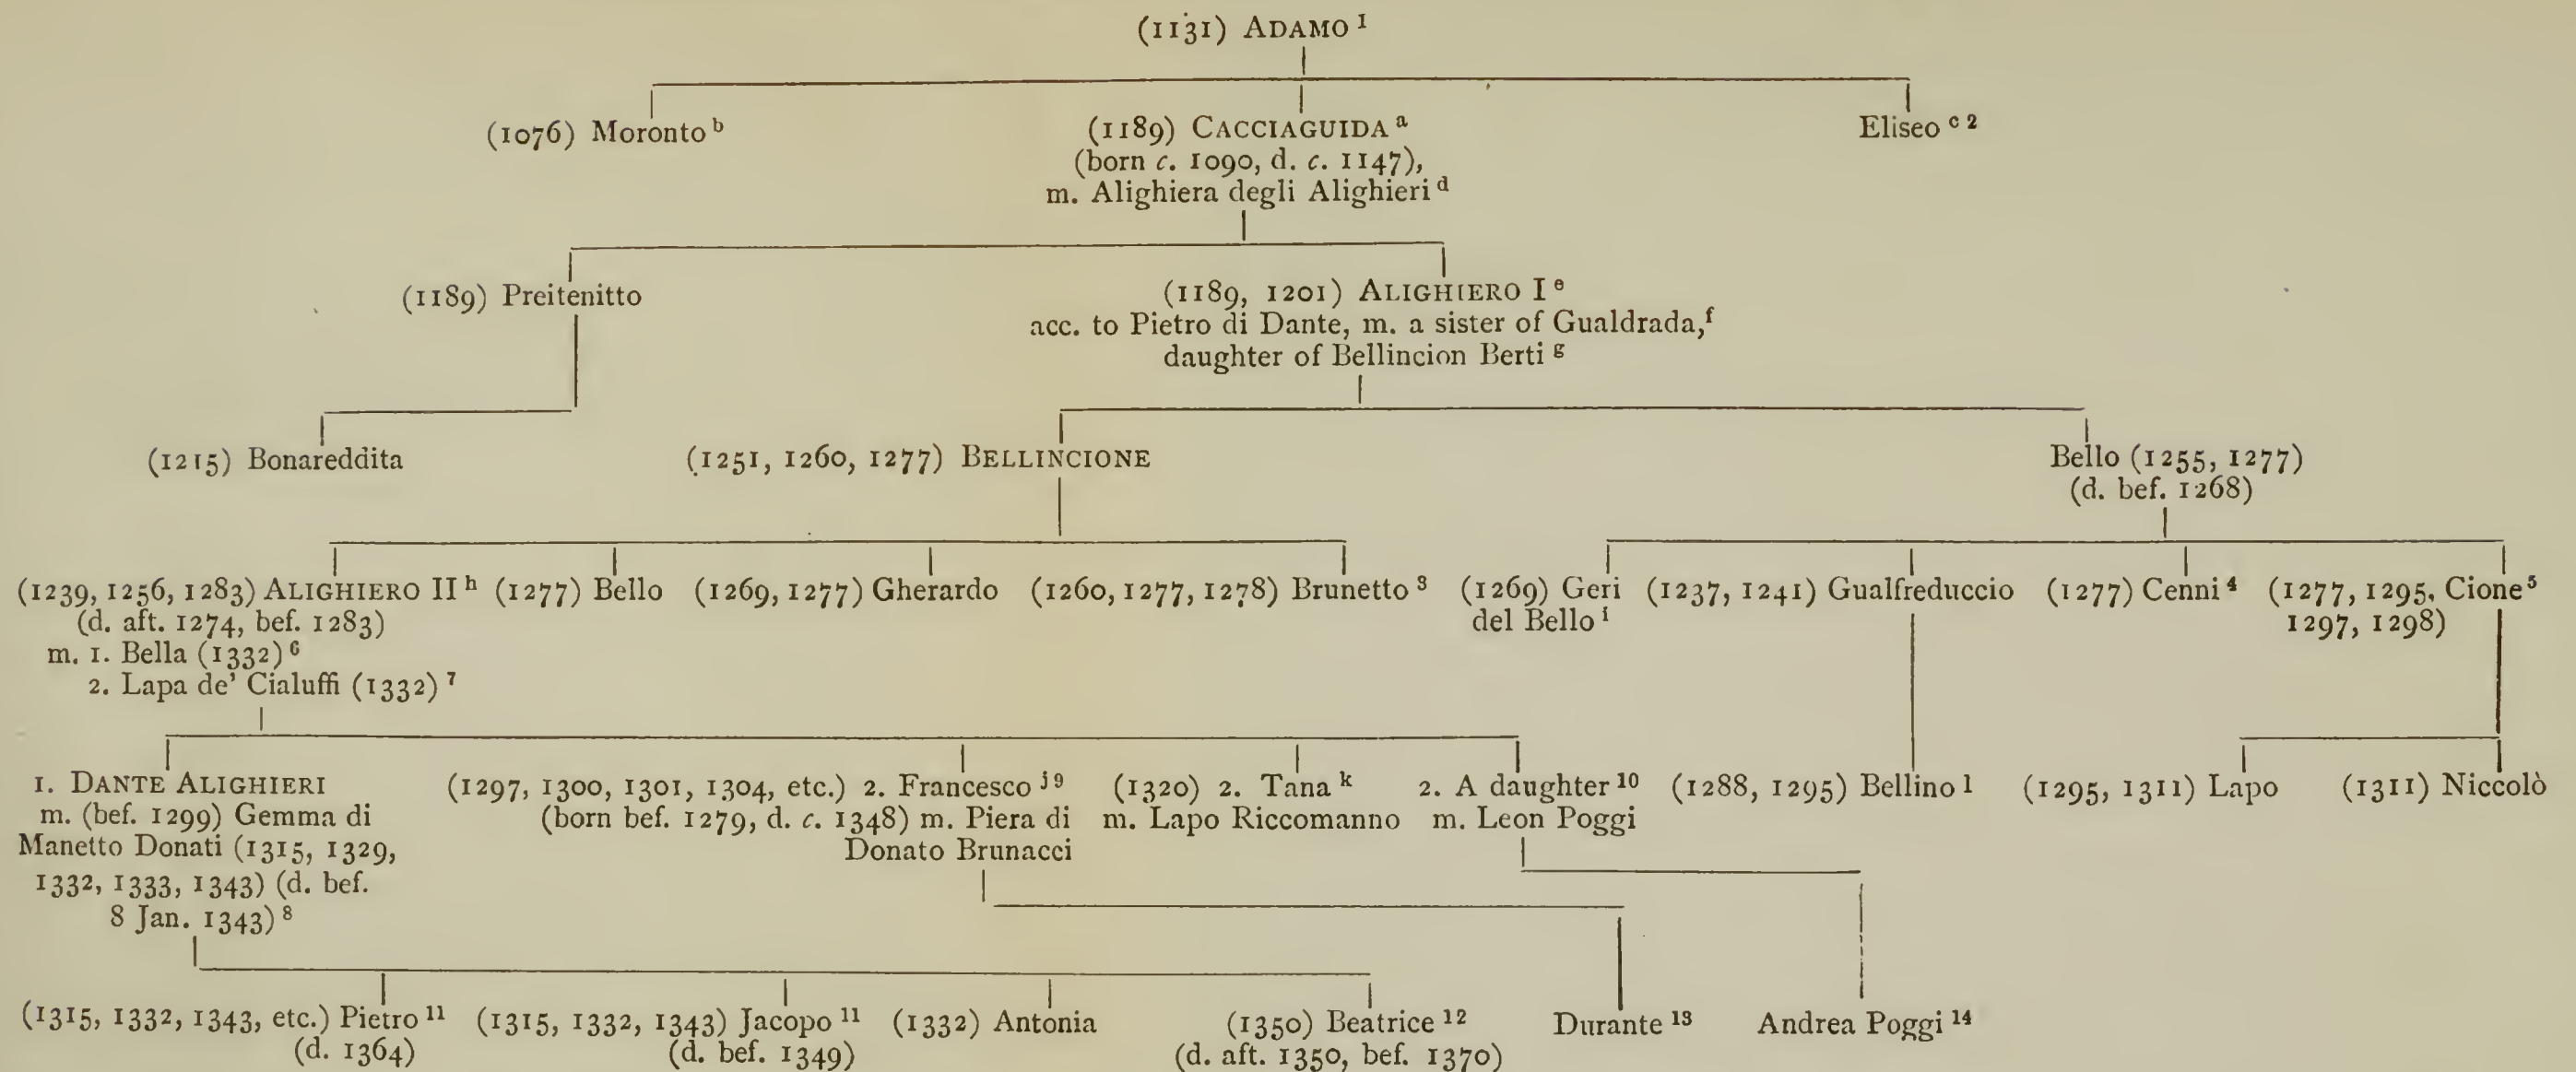 (1131) ADAMO 1
(1076) Moronto b
(1189) CACCIAGUIDA a
(born c. 1090, d. c. 1147),
m. Alighiera degli Alighieri d
Eliseo c 2
(1189) Preitenitto
(1189, 1201) ALIGHIERO I e
acc. to Pietro di Dante, m. a sister of Gualdrada, f
daughter of Bellincion Berti g
(1215) Bonareddita
(1251, 1260, 1277) BELLINCIONE
Bello (1255, 1277)
(d. bef. 1268)
(1239, 1256, 1283) ALIGHIERO II h
(d. aft. 1274, bef. 1283)
m. 1. Bella (1332) 6
2. Lapa de' Cialuffi (1332) 7
(1277) Bello
(1269, 1277) Gherardo
(1260, 1277, 1278) Brunetto 3
(1269) Geri
del Bello i
(1237, 1241) Gualfreduccio
(1277) Cenni 4
(1277, 1295, Cione 5
1297, 1298)
1. DANTE ALIGHIERI
m. (bef. 1299) Gemma di
Manetto Donati (1315, 1329,
1332, 1333, 1343) (d. bef.
8 Jan. 1343) 8
(1297, 1300, 1301, 1304, etc.) 2. Francesco j 9
(born bef. 1279, d. c. 1348) m. Piera di
Donato Brunacci
(1320) 2. Tana k
m. Lapo Riccomanno
2. A daughter 10
m. Leon Poggi
(1288, 1295) Bellino l
(1295, 1311) Lapo
(1311) Niccolò
(1315, 1332, 1343, etc.) Pietro 11
(d. 1364)
(1315, 1332, 1343) Jacopo 11
(d. bef. 1349)
(1332) Antonia
(1350) Beatrice 12
(d. aft. 1350, bef. 1370)
Durante 13
Andrea Poggi 14